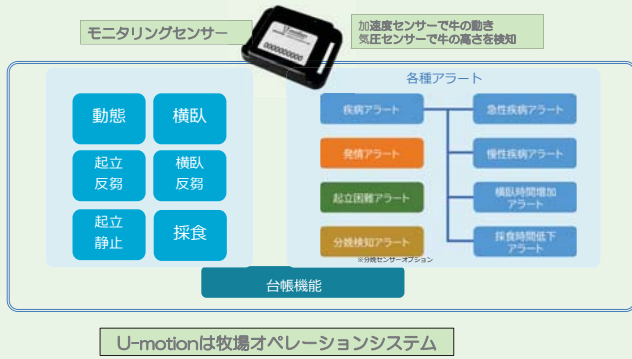 モニタリングセンサー
U-motion
加速度センサーで牛の動き
気圧センサーで牛の高さを検知
動態
横臥
起立
反芻
横臥
反芻
起立
静止
採食
各種アラート
疾病アラート
発情アラート
起立困難アラート
分娩検知アラート
※分娩センサーオプション
急性疾病アラート
慢性疾病アラート
横臥時間増加
アラート
採食時間低下
アラート
台帳機能
U-motionは牧場オペレーションシステム